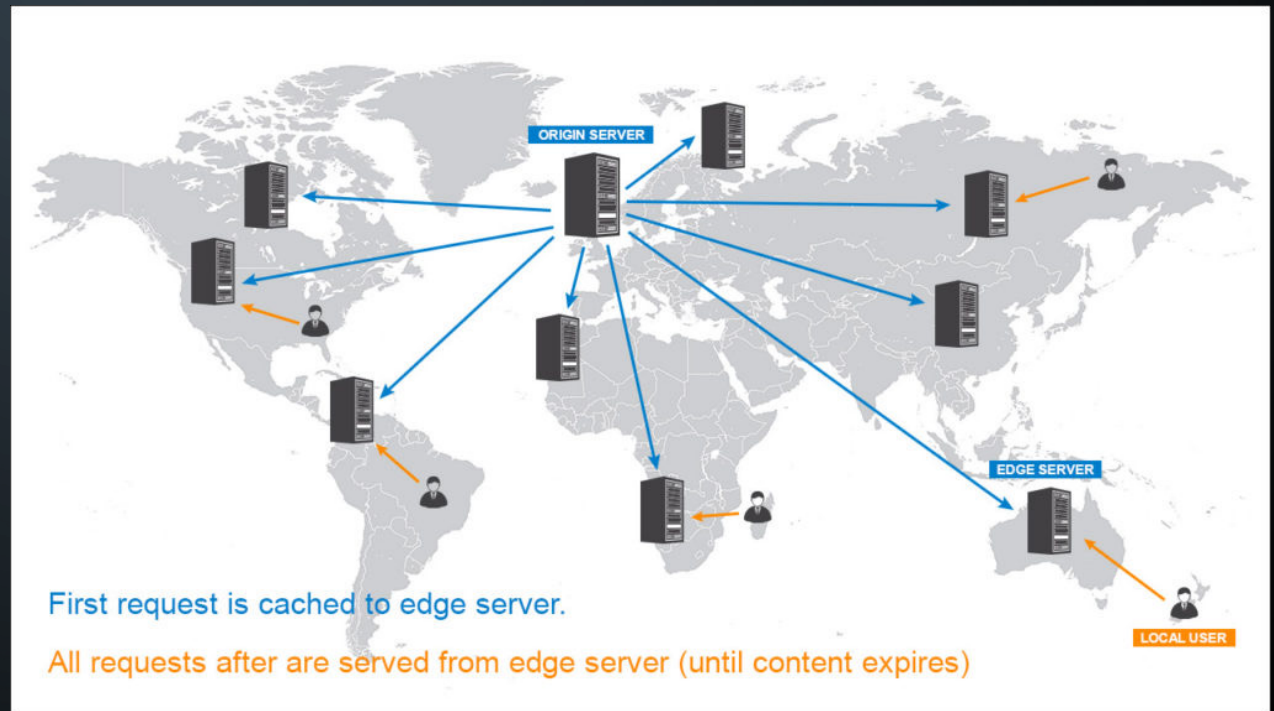 ORIGIN SERVER
EDGE SERVER
First request is cached to edge server.
LOCAL USER
All requests after are served from edge server (until content expires)